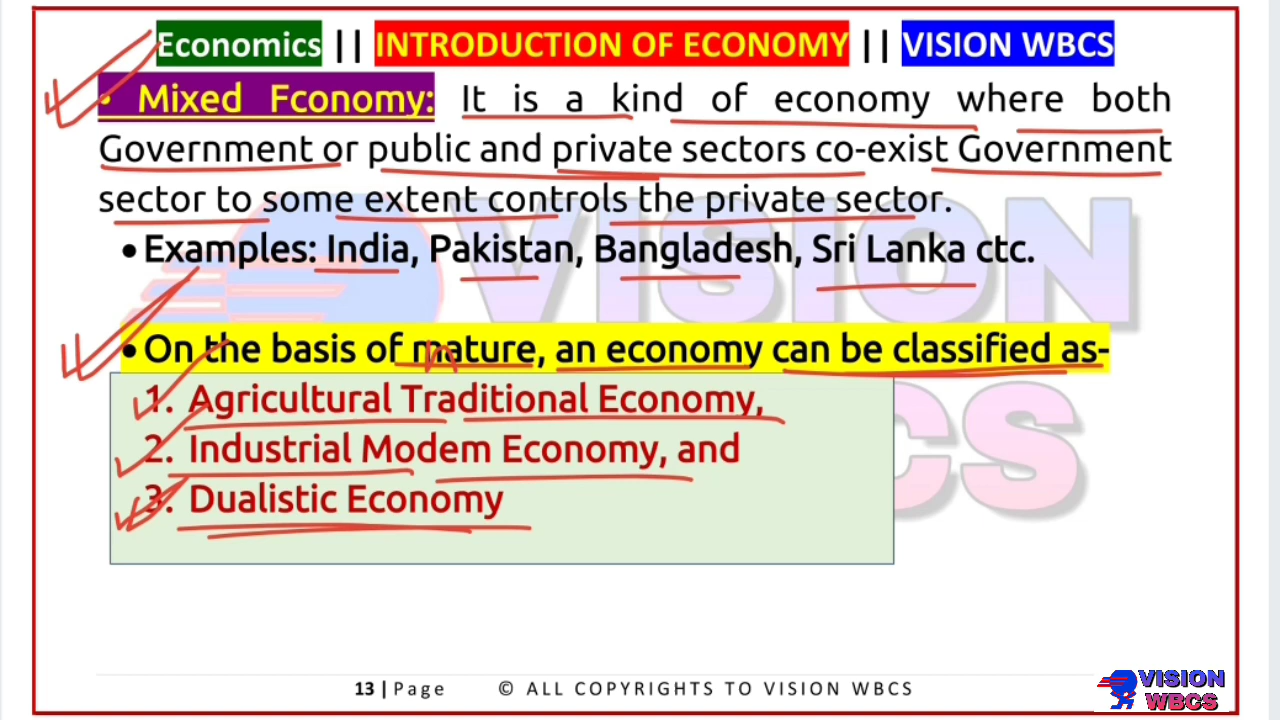 Economics || INTRODUCTION OF ECONOMY || VISION WBCS
• Mixed Fconomy: It is a kind of economy where both
Government or public and private sectors co-exist Government
sector to some extent controls the private sector.
• Examples: India, Pakistan, Bangladesh, Sri Lanka ctc.
• On the basis of mature, an economy can be classified as-
n
1. Agricultural Traditional Economy,
2. Industrial Modem Economy, and
3. Dualistic Economy
VISION
WBCS
13 | Page © ALL COPYRIGHTS TO VISION WBCS
VISION
WBCS